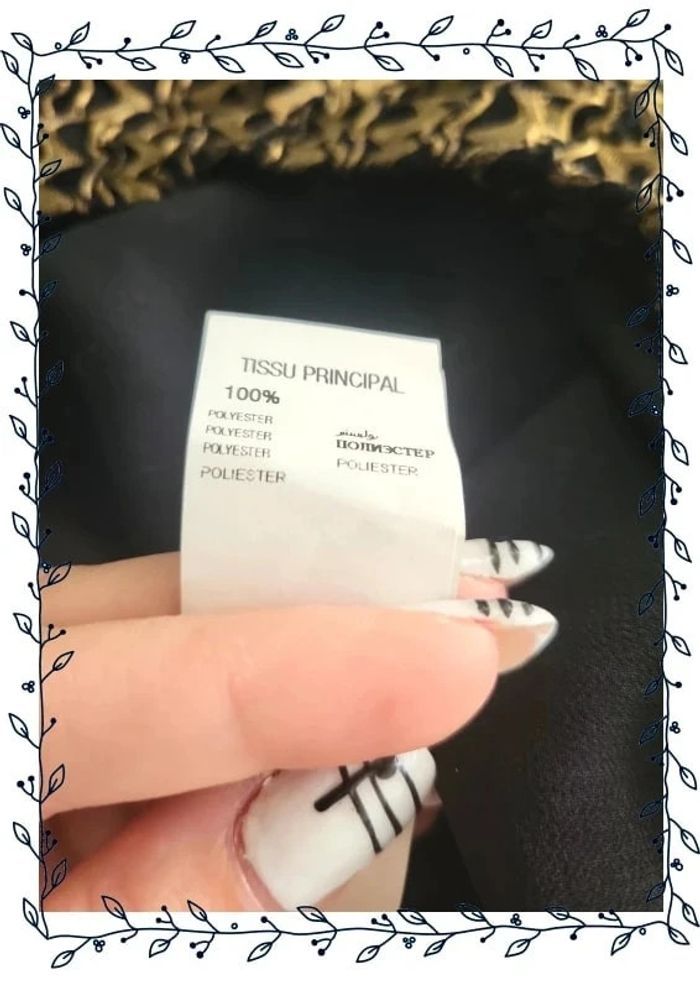 TISSU PRINCIPAL
100%
POLYESTER
POLYESTER بوليستر
POLYESTER ПОЛИЭСТЕР
POLIESTER POLIESTER